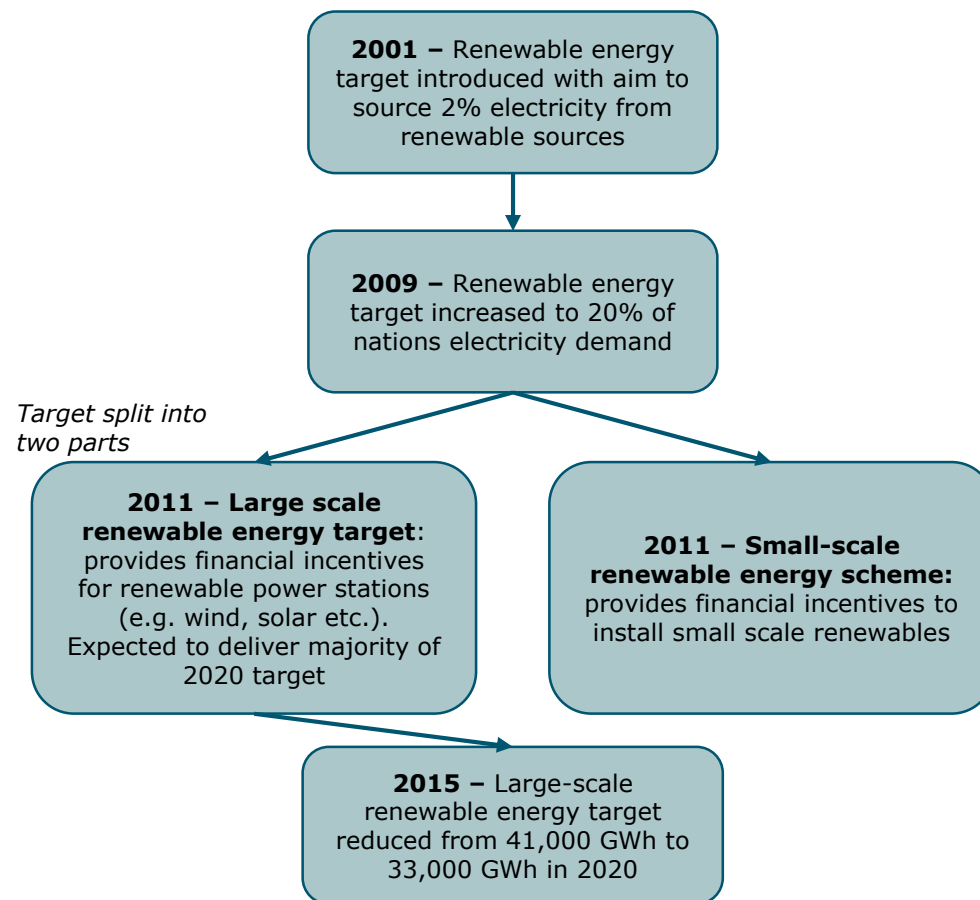 2001 – Renewable energy
target introduced with aim to
source 2% electricity from
renewable sources
2009 – Renewable energy
target increased to 20% of
nations electricity demand
Target split into
two parts
2011 – Large scale
renewable energy target:
provides financial incentives
for renewable power stations
(e.g. wind, solar etc.).
Expected to deliver majority of
2020 target
2011 – Small-scale
renewable energy scheme:
provides financial incentives to
install small scale renewables
2015 – Large-scale
renewable energy target
reduced from 41,000 GWh to
33,000 GWh in 2020